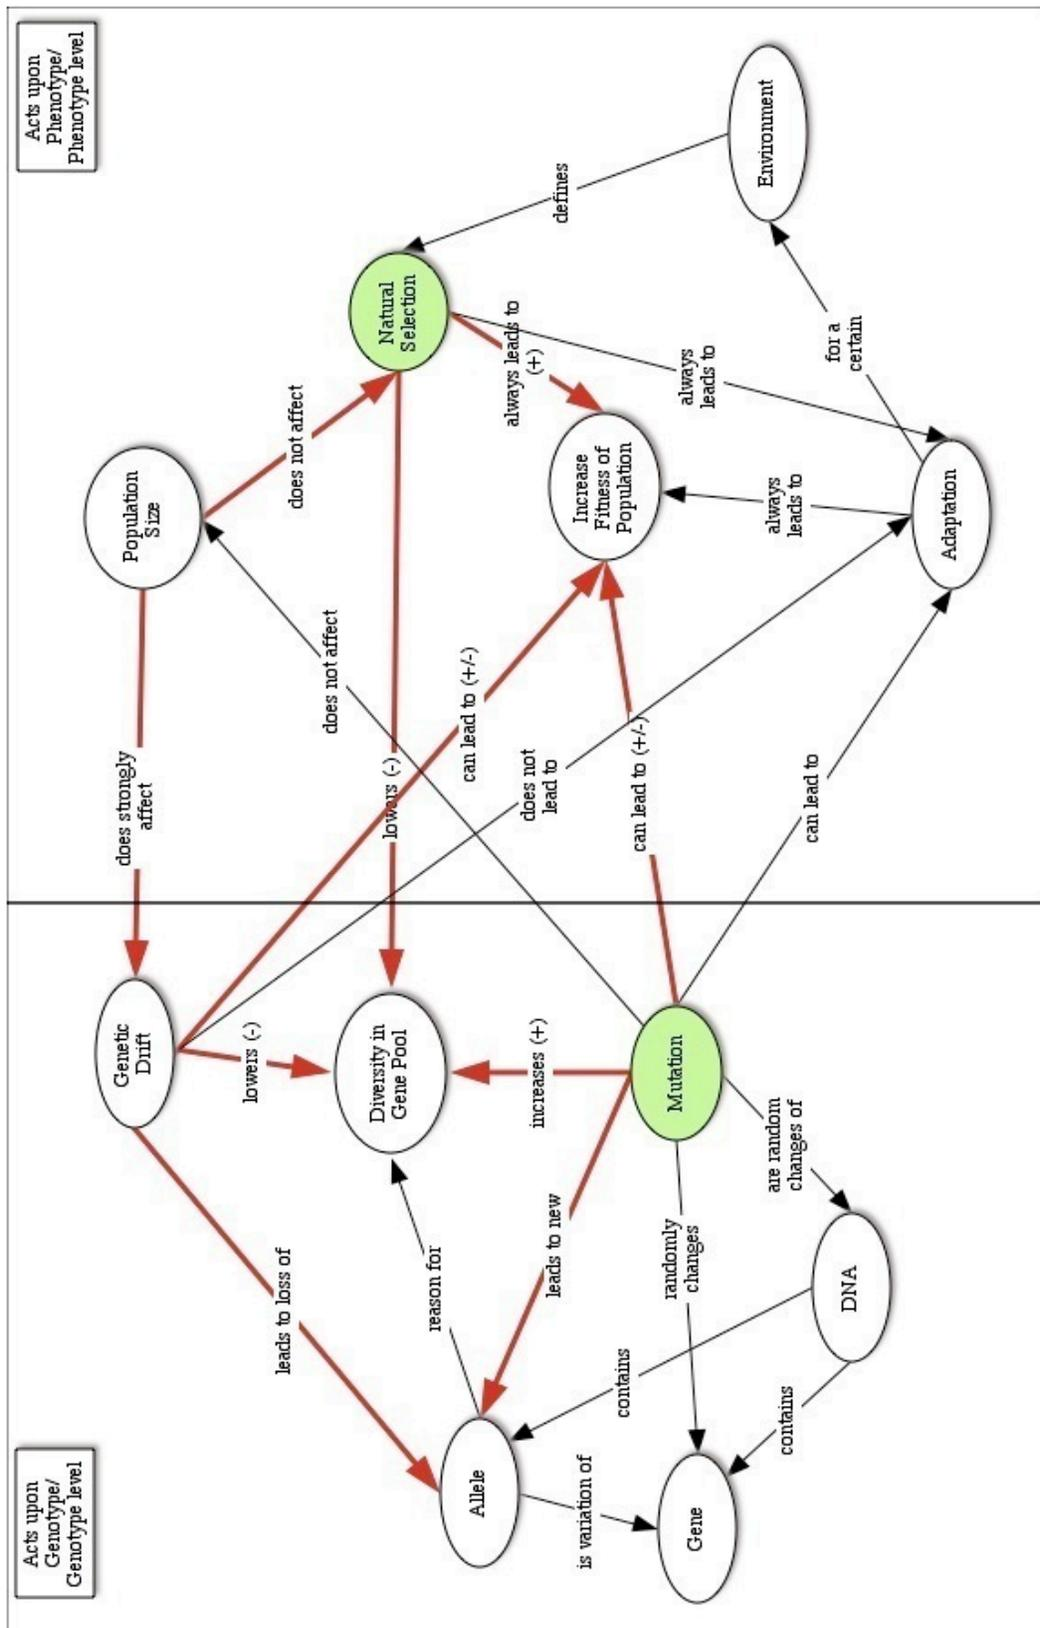 Acts upon
Genotype/
Genotype level
Acts upon
Phenotype/
Phenotype level
Genetic
Drift
does strongly
affect
Population
Size
leads to loss of
lowers (-)
can lead to (+/-)
does not
lead to
does not affect
does not affect
Natural
Selection
lowers (-)
Diversity in
Gene Pool
always leads to
(+)
always
leads to
defines
Environment
reason for
increases (+)
Allele
leads to new
Increase
Fitness of
Population
can lead to (+/-)
always
leads to
for a
certain
is variation of
contains
randomly
changes
Mutation
can lead to
Adaptation
Gene
contains
DNA
are random
changes of